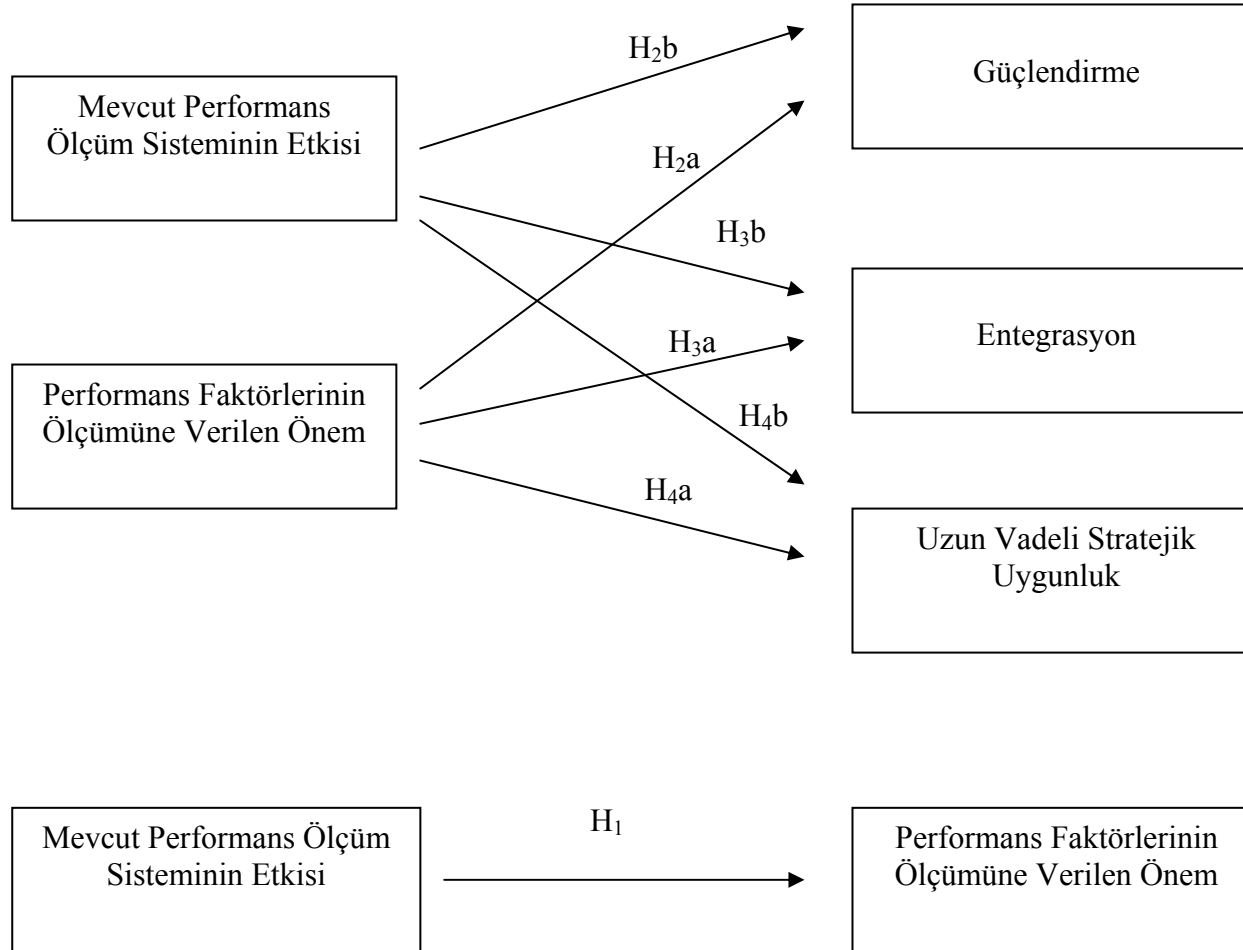 H₂b
Güçlendirme
Mevcut Performans
Ölçüm Sisteminin Etkisi
H₂a
H₃b
Entegrasyon
H₃a
Performans Faktörlerinin
Ölçümüne Verilen Önem
H₄b
H₄a
Uzun Vadeli Stratejik
Uygunluk
Mevcut Performans Ölçüm
Sisteminin Etkisi
H₁
Performans Faktörlerinin
Ölçümüne Verilen Önem